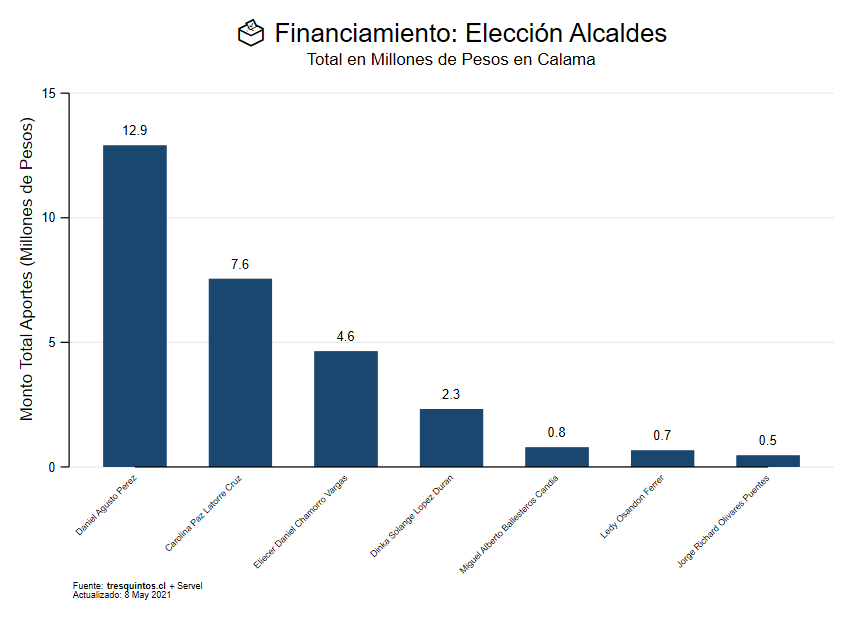 Financiamiento: Elección Alcaldes
Total en Millones de Pesos en Calama
Monto Total Aportes (Millones de Pesos)
15
10
5
0
12.9
7.6
4.6
2.3
0.8
0.7
0.5
Daniel Agusto Perez
Carolina Paz Latorre Cruz
Eliecer Daniel Chamorro Vargas
Dinka Solange Lopez Duran
Miguel Alberto Ballesteros Candia
Ledy Osandon Ferrer
Jorge Richard Olivares Puentes
Fuente: tresquintos.cl + Servel
Actualizado: 8 May 2021